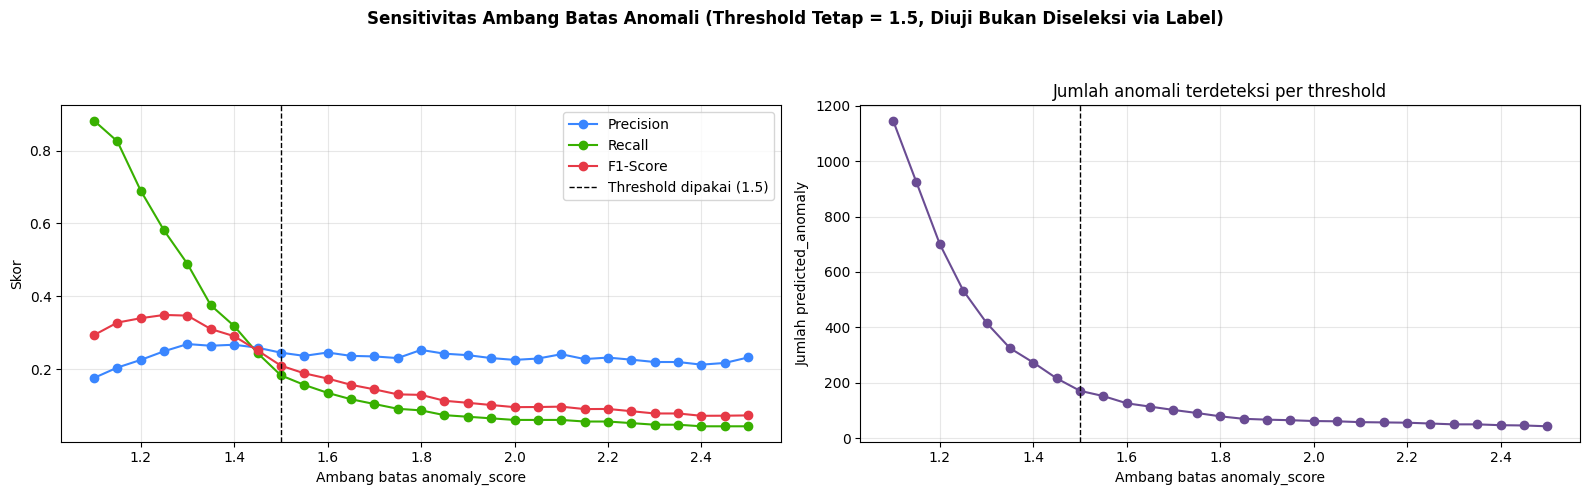 Sensitivitas Ambang Batas Anomali (Threshold Tetap = 1.5, Diuji Bukan Diseleksi via Label)
Precision
Recall
F1-Score
Threshold dipakai (1.5)
Skor
0.8
0.6
0.4
0.2
1.2 1.4 1.6 1.8 2.0 2.2 2.4
Ambang batas anomaly_score
Jumlah anomali terdeteksi per threshold
Jumlah predicted_anomaly
1200
1000
800
600
400
200
0
1.2 1.4 1.6 1.8 2.0 2.2 2.4
Ambang batas anomaly_score